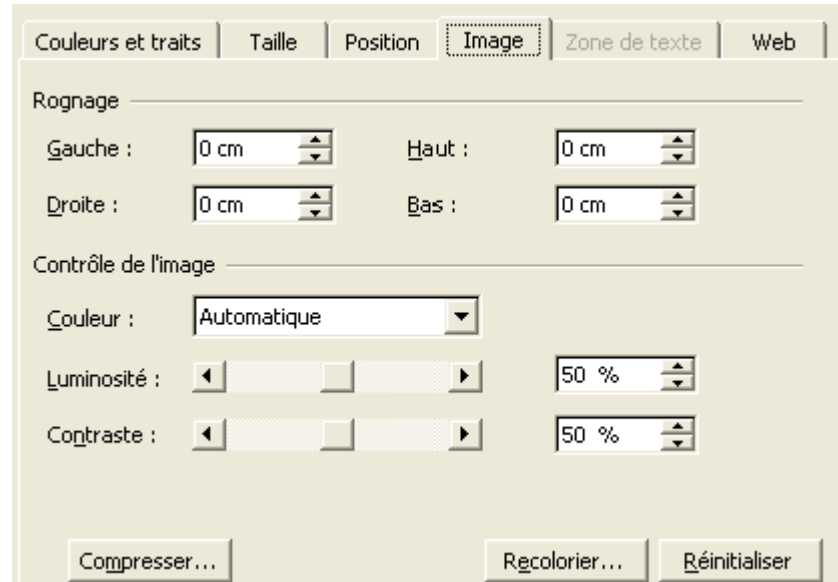 Couleurs et traits Taille Position Image Zone de texte Web
Rognage
Gauche : 0 cm Haut : 0 cm
Droite : 0 cm Bas : 0 cm
Contrôle de l'image
Couleur : Automatique
Luminosité : 50 %
Contraste : 50 %
Compresser... Recolorier... Réinitialiser